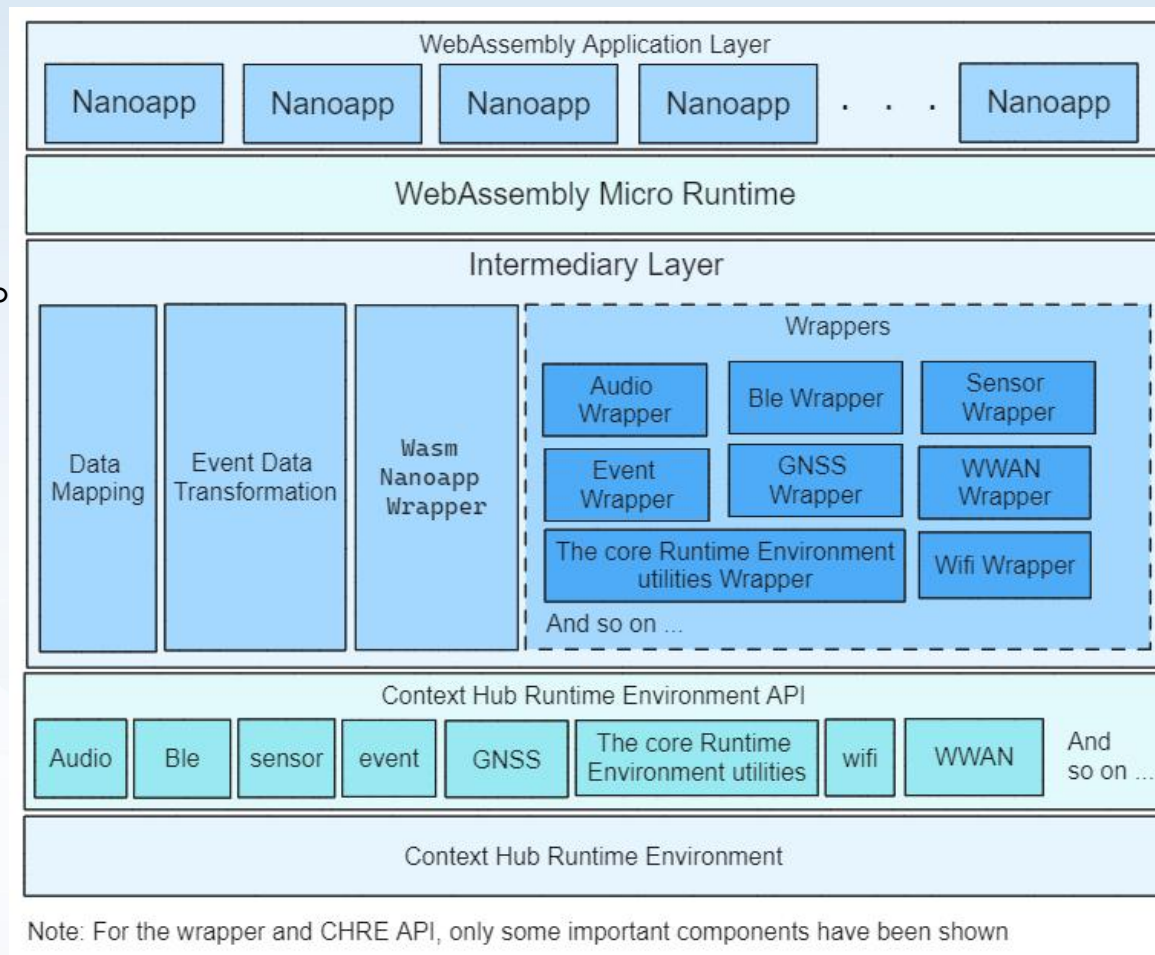 WebAssembly Application Layer
Nanoapp Nanoapp Nanoapp Nanoapp . . . Nanoapp
WebAssembly Micro Runtime
Intermediary Layer
Data
Mapping
Event Data
Transformation
Wasm
Nanoapp
Wrapper
Wrappers
Audio
Wrapper
Ble Wrapper
Sensor
Wrapper
Event
Wrapper
GNSS
Wrapper
WWAN
Wrapper
The core Runtime Environment
utilities Wrapper
Wifi Wrapper
And so on ...
Context Hub Runtime Environment API
Audio
Ble
sensor
event
GNSS
The core Runtime
Environment utilities
wifi
WWAN
And
so on ...
Context Hub Runtime Environment
Note: For the wrapper and CHRE API, only some important components have been shown